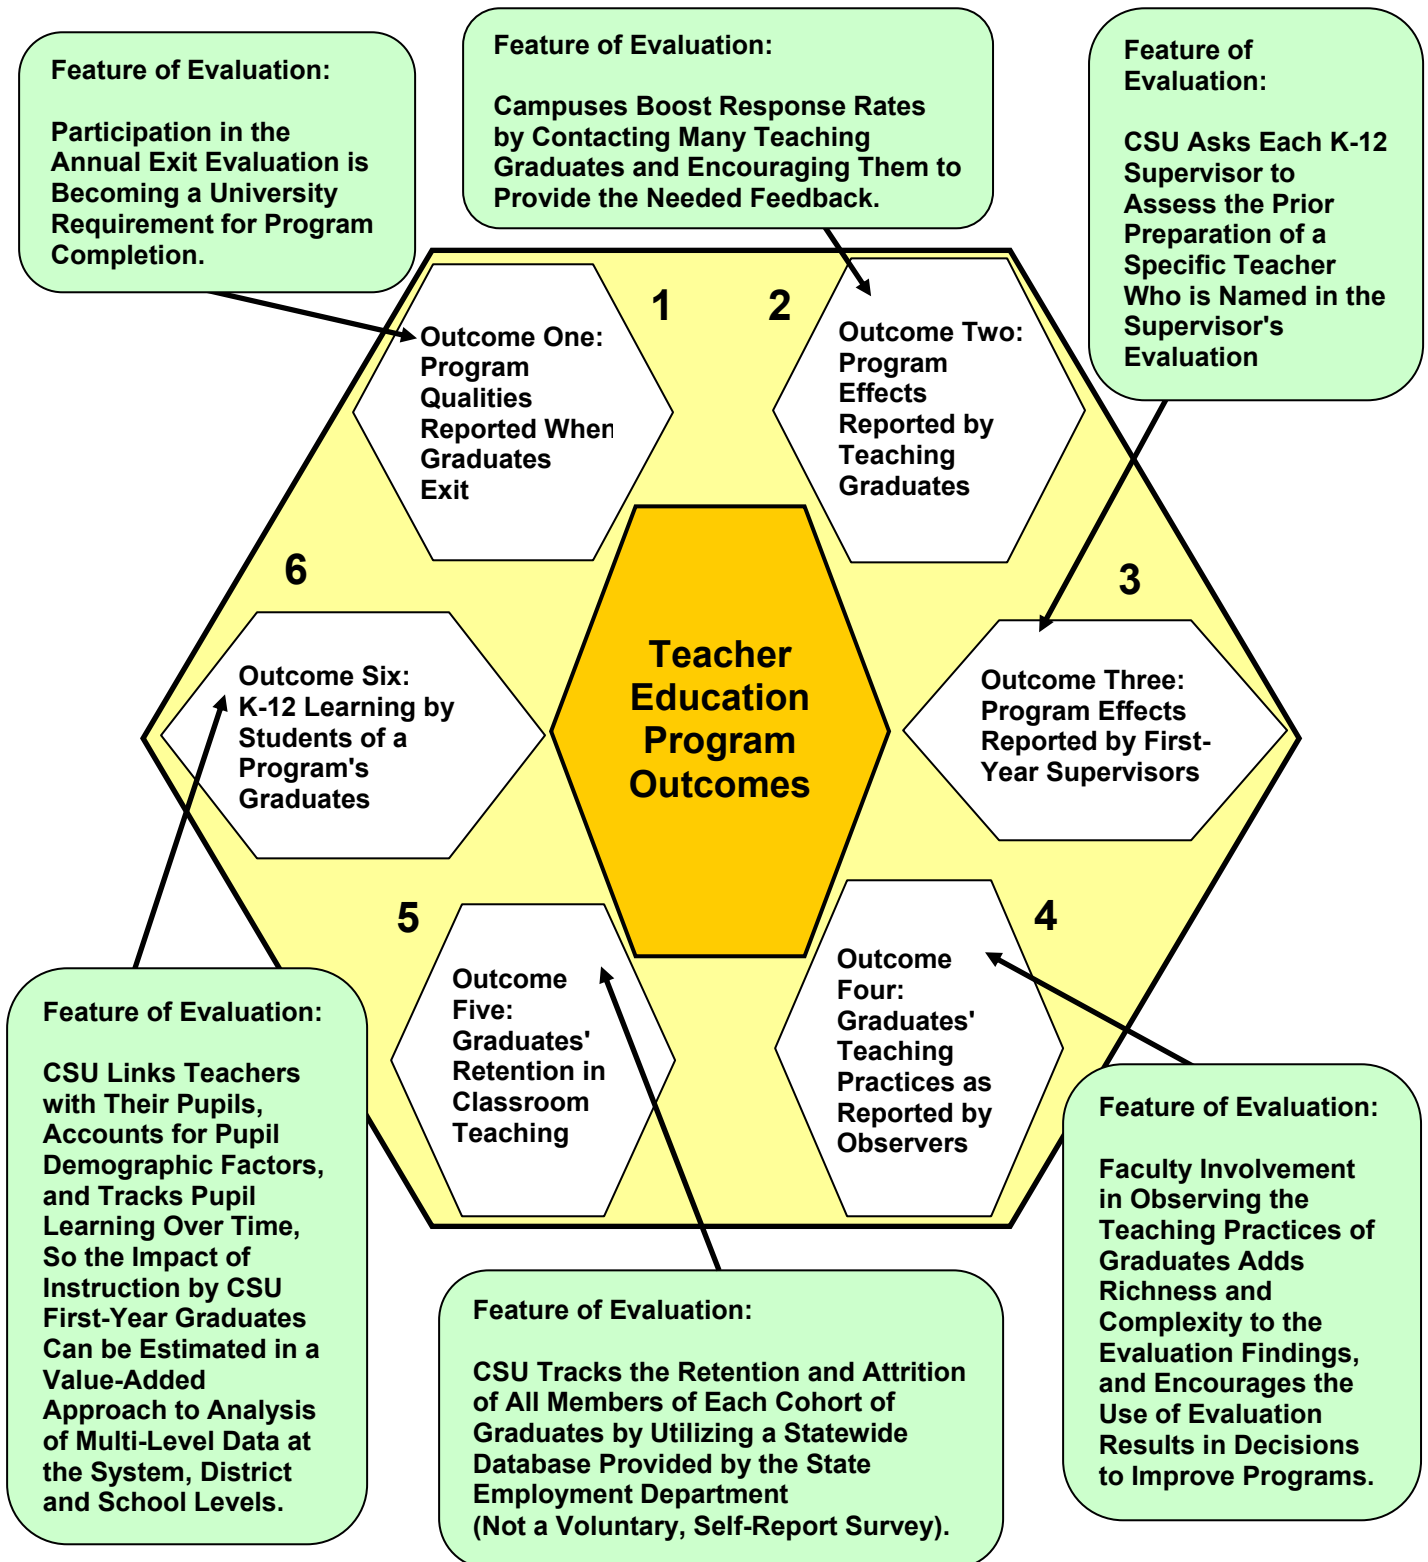 Feature of Evaluation:
Participation in the
Annual Exit Evaluation is
Becoming a University
Requirement for Program
Completion.
Feature of Evaluation:
Campuses Boost Response Rates
by Contacting Many Teaching
Graduates and Encouraging Them to
Provide the Needed Feedback.
Feature of
Evaluation:
CSU Asks Each K-12
Supervisor to
Assess the Prior
Preparation of a
Specific Teacher
Who is Named in the
Supervisor's
Evaluation
1
Outcome One:
Program
Qualities
Reported When
Graduates
Exit
2
Outcome Two:
Program
Effects
Reported by
Teaching
Graduates
3
Outcome Three:
Program Effects
Reported by First-
Year Supervisors
Teacher
Education
Program
Outcomes
6
Outcome Six:
K-12 Learning by
Students of a
Program's
Graduates
5
Outcome
Five:
Graduates'
Retention in
Classroom
Teaching
4
Outcome
Four:
Graduates'
Teaching
Practices as
Reported by
Observers
Feature of Evaluation:
CSU Links Teachers
with Their Pupils,
Accounts for Pupil
Demographic Factors,
and Tracks Pupil
Learning Over Time,
So the Impact of
Instruction by CSU
First-Year Graduates
Can be Estimated in a
Value-Added
Approach to Analysis
of Multi-Level Data at
the System, District
and School Levels.
Feature of Evaluation:
CSU Tracks the Retention and Attrition
of All Members of Each Cohort of
Graduates by Utilizing a Statewide
Database Provided by the State
Employment Department
(Not a Voluntary, Self-Report Survey).
Feature of Evaluation:
Faculty Involvement
in Observing the
Teaching Practices of
Graduates Adds
Richness and
Complexity to the
Evaluation Findings,
and Encourages the
Use of Evaluation
Results in Decisions
to Improve Programs.